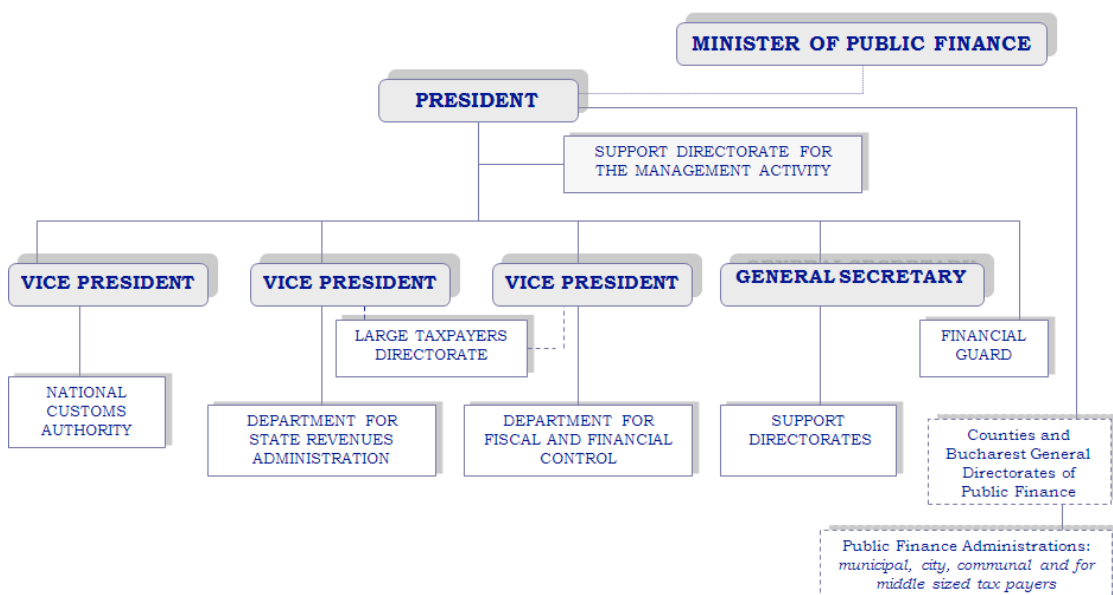 MINISTER OF PUBLIC FINANCE
PRESIDENT
SUPPORT DIRECTORATE FOR
THE MANAGEMENT ACTIVITY
VICE PRESIDENT
VICE PRESIDENT
VICE PRESIDENT
GENERAL SECRETARY
GENERAL SECRETARY
LARGE TAXPAYERS
DIRECTORATE
FINANCIAL
GUARD
NATIONAL
CUSTOMS
AUTHORITY
DEPARTMENT FOR
STATE REVENUES
ADMINISTRATION
DEPARTMENT FOR
FISCAL AND FINANCIAL
CONTROL
SUPPORT
DIRECTORATES
Counties and
Bucharest General
Directorates of
Public Finance
Public Finance Administrations:
municipal, city, communal and for
middle sized tax payers